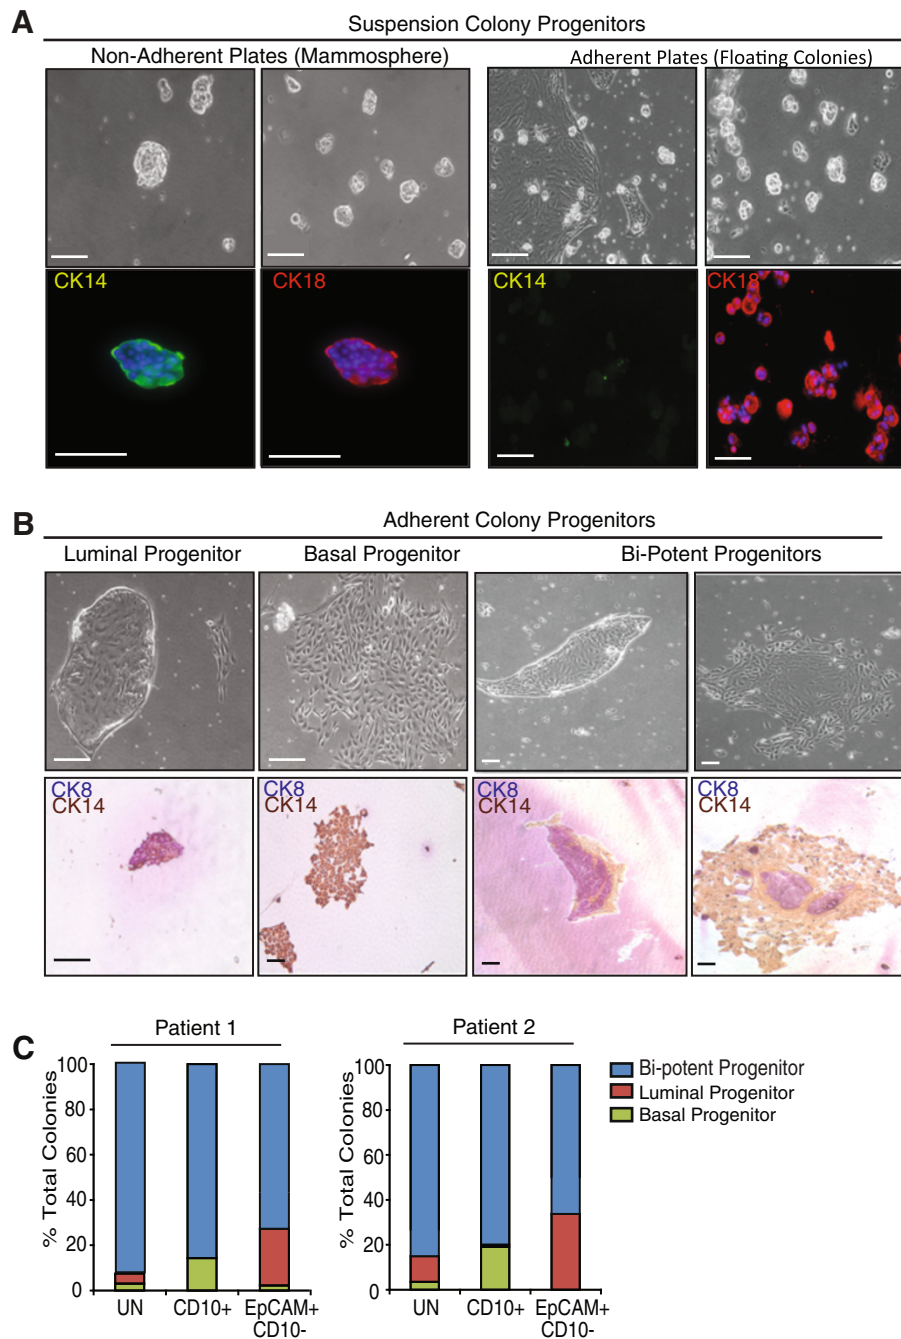 A
Suspension Colony Progenitors
Non-Adherent Plates (Mammosphere)
Adherent Plates (Floating Colonies)
CK14
CK18
CK14
CK18
B
Adherent Colony Progenitors
Luminal Progenitor
Basal Progenitor
Bi-Potent Progenitors
CK8
CK14
CK8
CK14
CK8
CK14
CK8
CK14
C
Patient 1
% Total Colonies
100
80
60
40
20
0
UN
CD10+
EpCAM+
CD10-
Patient 2
% Total Colonies
100
80
60
40
20
0
UN
CD10+
EpCAM+
CD10-
Bi-potent Progenitor
Luminal Progenitor
Basal Progenitor